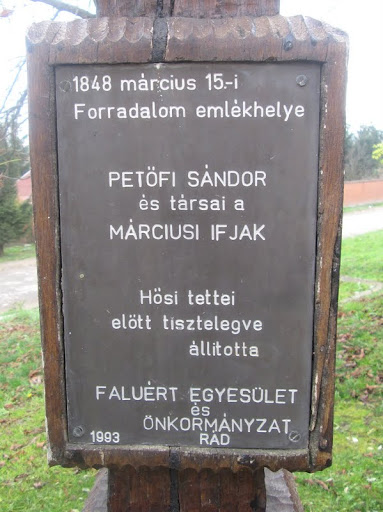 1848 március 15.-i
Forradalom emlékhelye
PETŐFI SÁNDOR
és társai a
MÁRCIUSI IFJAK
Hősi tettei
előtt tisztelegve
állitotta
FALUÉRT EGYESÜLET
és
ÖNKORMÁNYZAT
1993 RÁD